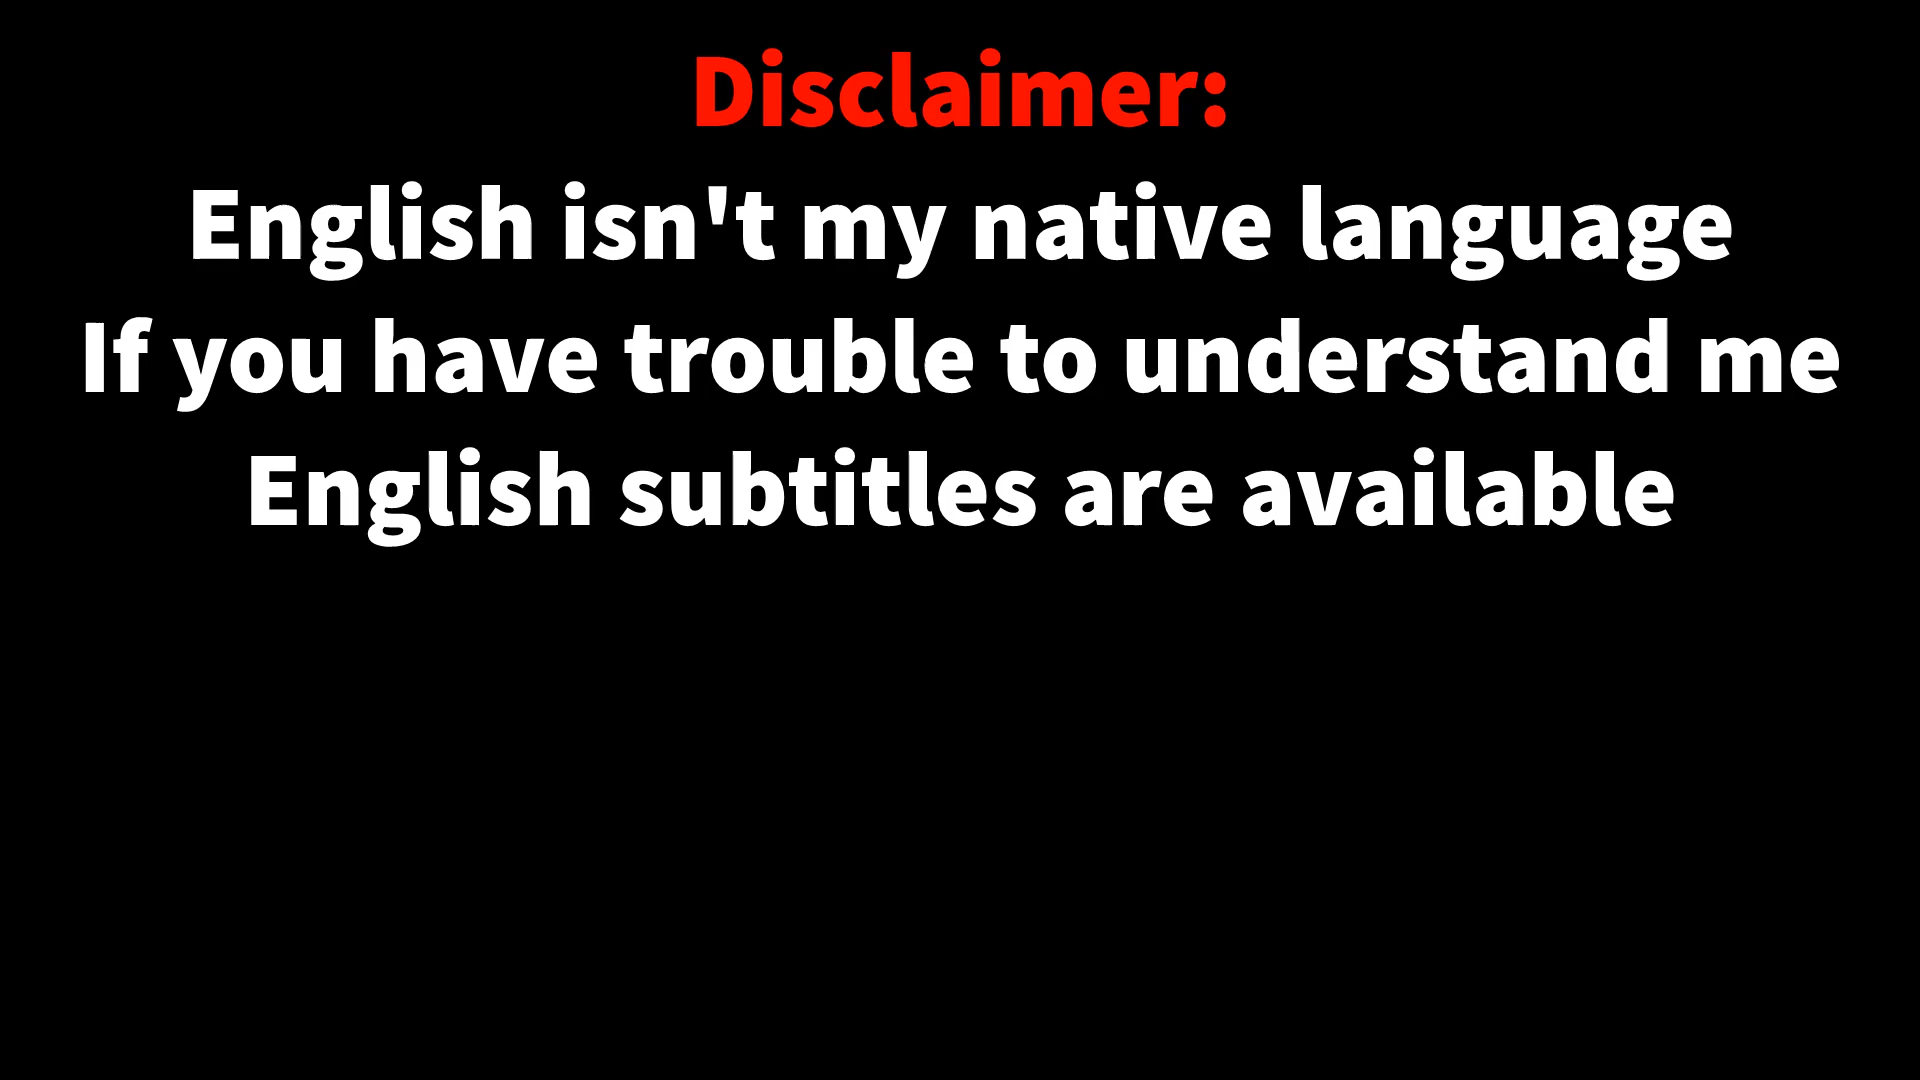 Disclaimer:
English isn't my native language
If you have trouble to understand me
English subtitles are available